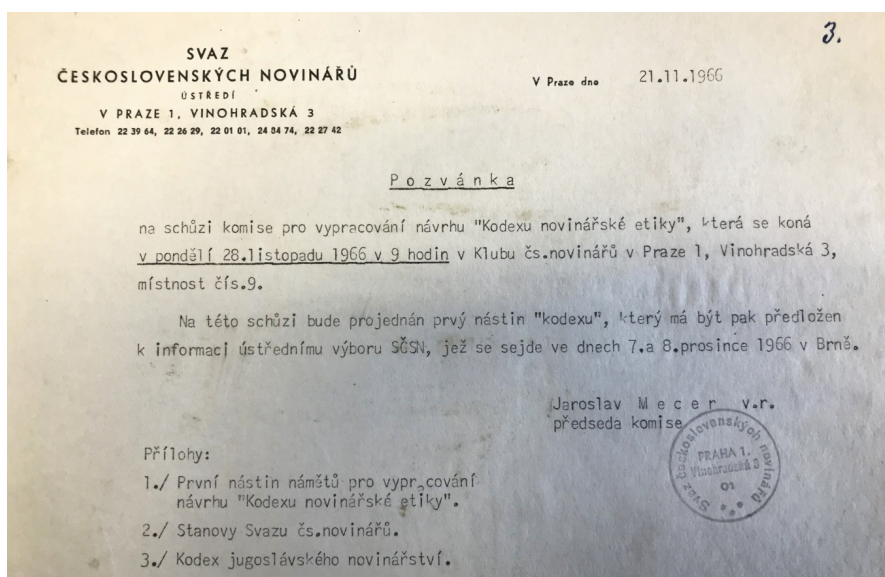 3.
SVAZ
ČESKOSLOVENSKÝCH NOVINÁŘŮ
ÚSTŘEDÍ
V PRAZE 1, VINOHRADSKÁ 3
Telefon 22 39 64, 22 26 29, 22 01 01, 24 84 74, 22 27 42
V Praze dne 21.11.1966
Pozvánka
na schůzi komise pro vypracování návrhu "Kodexu novinářské etiky", která se koná
v pondělí 28.listopadu 1966 v 9 hodin v Klubu čs.novinářů v Praze 1, Vinohradská 3,
místnost čís.9.
Na této schůzi bude projednán prvý nástin "kodexu", který má být pak předložen
k informaci ústřednímu výboru SČSN, jež se sejde ve dnech 7.a 8.prosince 1966 v Brně.
Jaroslav Mecer v.r.
předseda komise
Svaz československých novinářů
PRAHA 1.
Vinohradská 3
01
Přílohy:
1./ První nástin námětů pro vypracování
návrhu "Kodexu novinářské etiky".
2./ Stanovy Svazu čs.novinářů.
3./ Kodex jugoslávského novinářství.